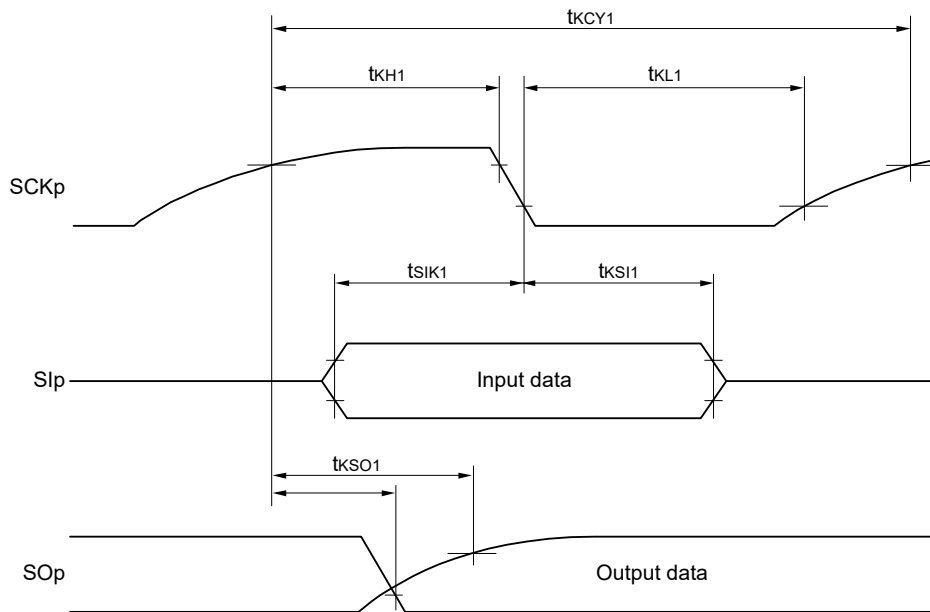 tKCY1
tKH1
tKL1
SCKp
tSIK1
tKSI1
SIp
Input data
tKSO1
SOp
Output data